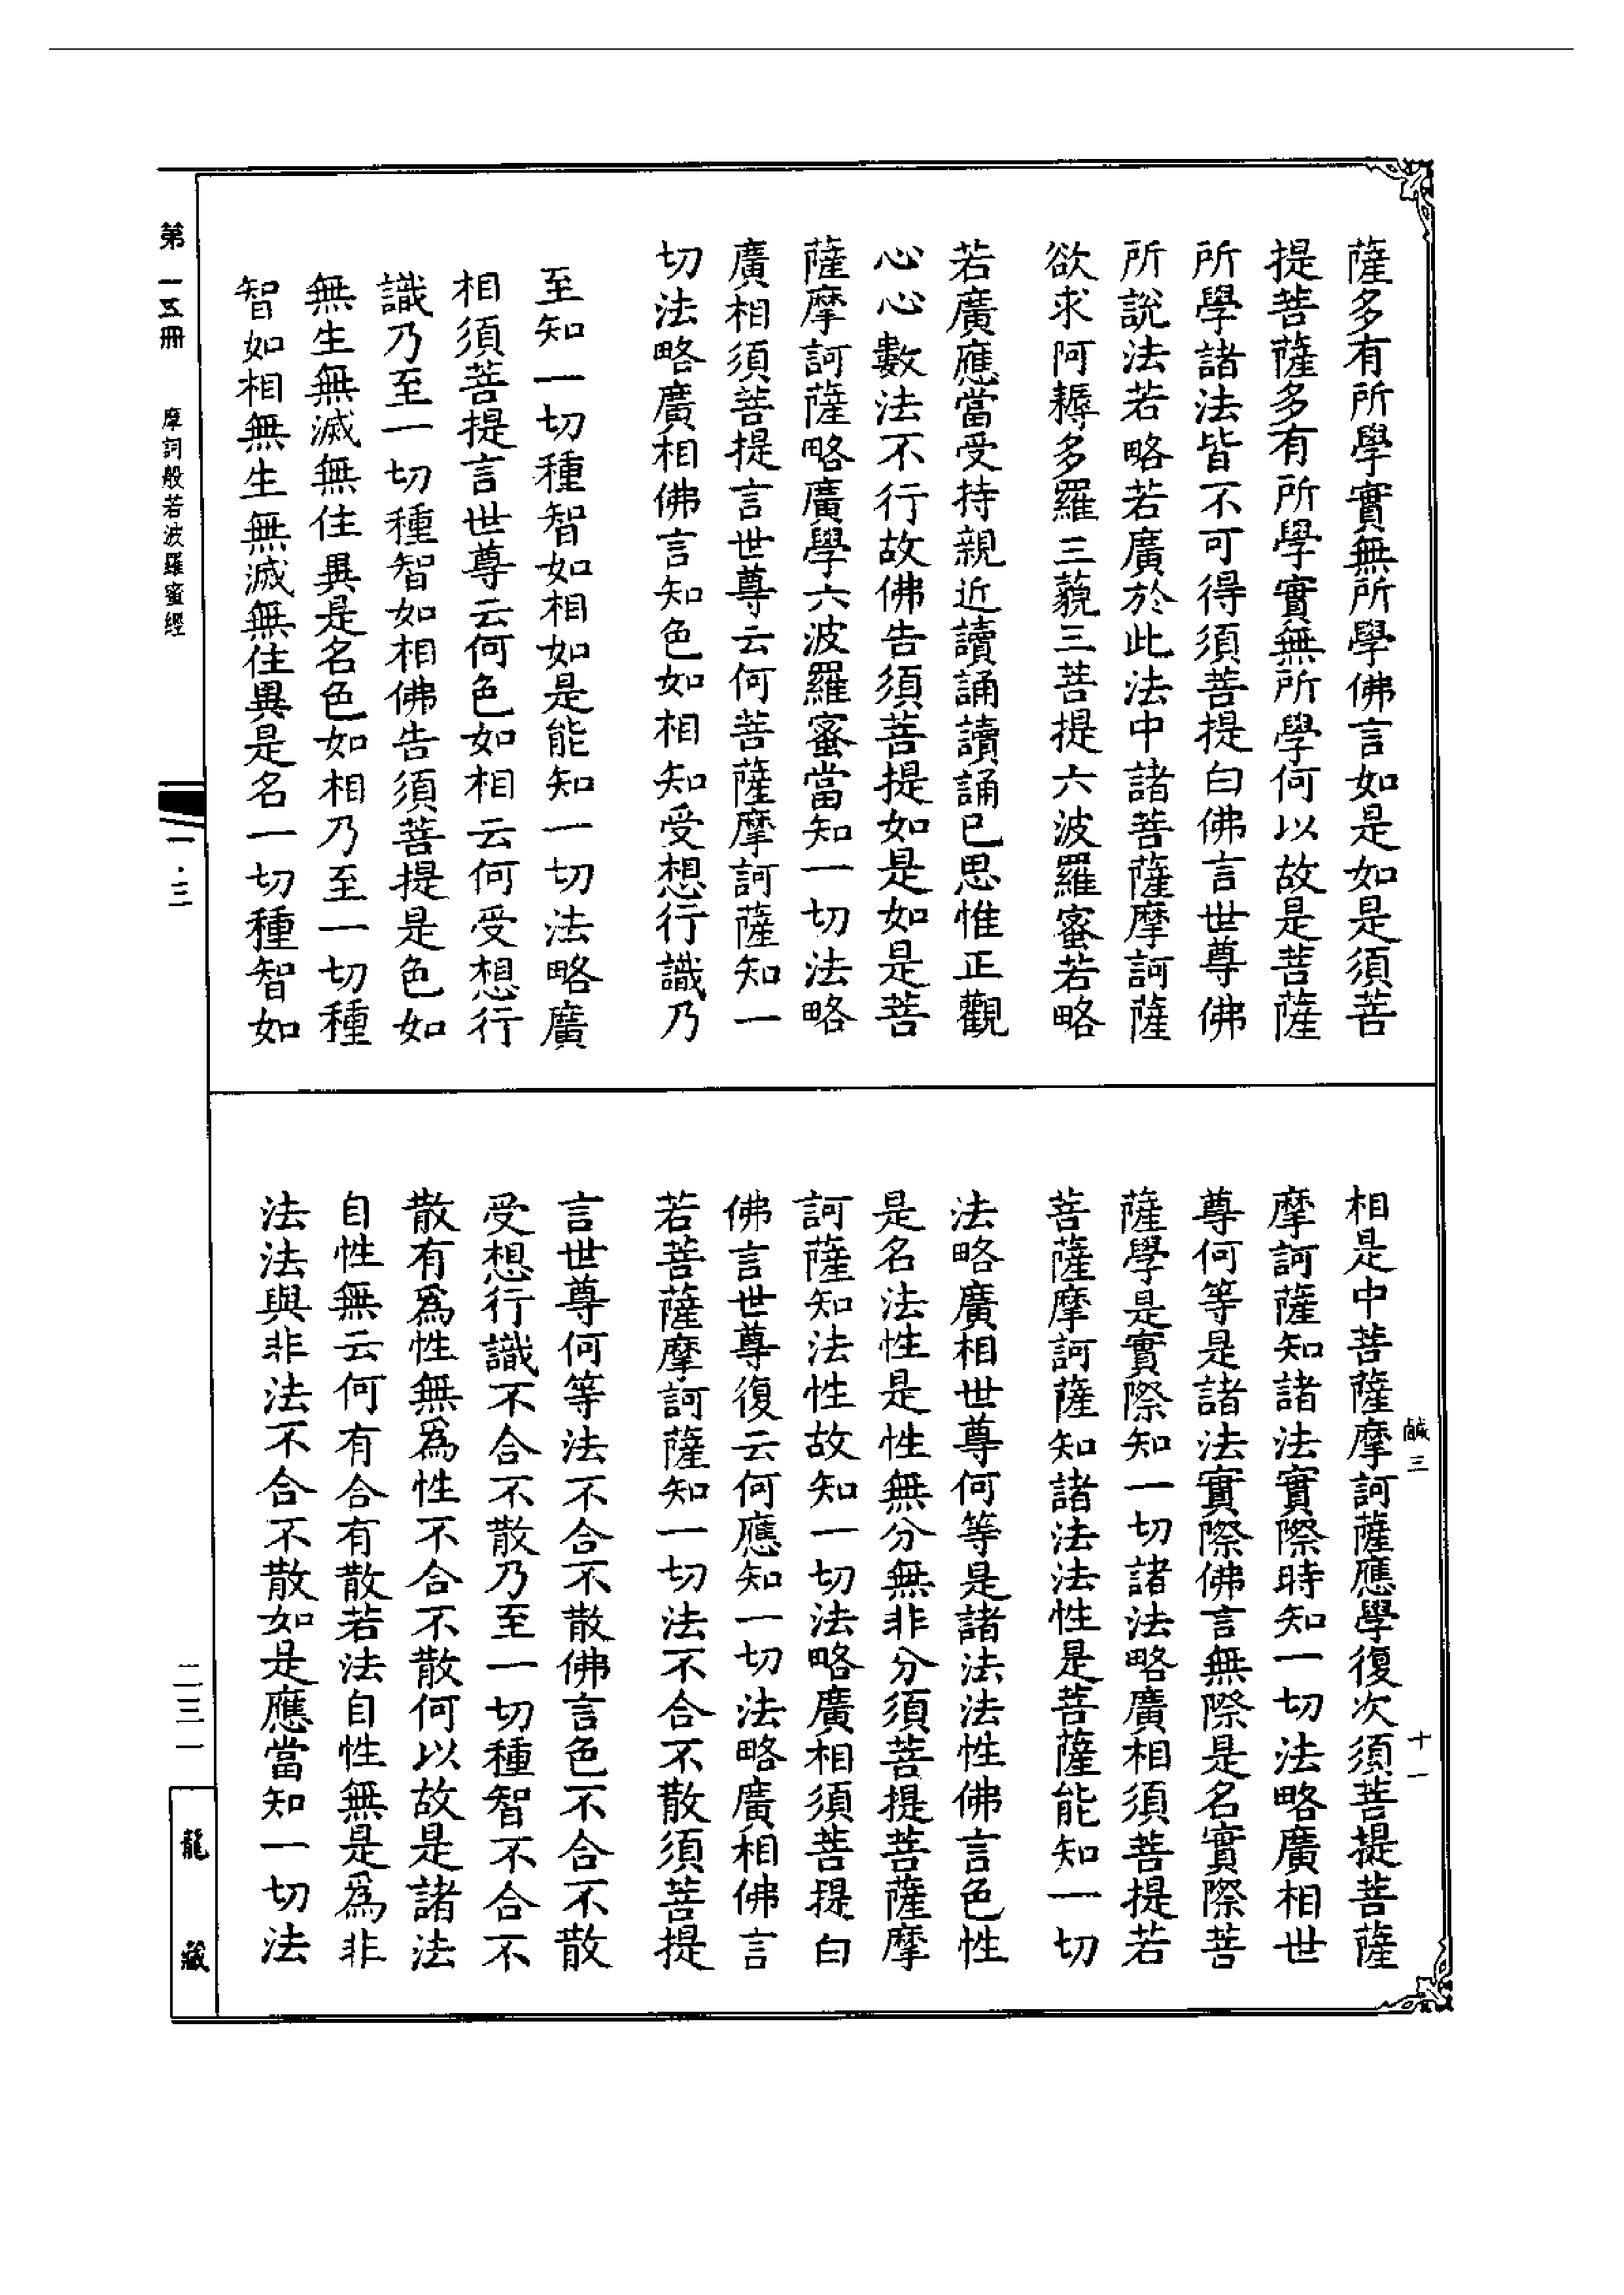 薩多有所學實無所學佛言如是如是須菩
提菩薩多有所學實無所學何以故是菩薩
所學諸法皆不可得須菩提白佛言世尊佛
所說法若略若廣於此法中諸菩薩摩訶薩
欲求阿耨多羅三藐三菩提六波羅蜜若略
若廣應當受持親近讀誦讀誦已思惟正觀
心心數法不行故佛告須菩提如是如是菩
薩摩訶薩略廣學六波羅蜜當知一切法略
廣相須菩提言世尊云何菩薩摩訶薩知一
切法略廣相佛言知色如相知受想行識乃
至知一切種智如相如是能知一切法略廣
相須菩提言世尊云何色如相云何受想行
識乃至一切種智如相佛告須菩提是色如
無生無滅無住異是名色如相乃至一切種
智如相無生無滅無住異是名一切種智如
相是中菩薩摩訶薩應學復次須菩提菩薩
摩訶薩知諸法實際時知一切法略廣相世
尊何等是諸法實際佛言無際是名實際菩
薩學是實際知一切諸法略廣相須菩提若
菩薩摩訶薩知諸法法性是菩薩能知一切
法略廣相世尊何等是諸法法性佛言色性
是名法性是性無分無非分須菩提菩薩摩
訶薩知法性故知一切法略廣相須菩提白
佛言世尊復云何應知一切法略廣相佛言
若菩薩摩訶薩知一切法不合不散須菩提
言世尊何等法不合不散佛言色不合不散
受想行識不合不散乃至一切種智不合不
散有為性無為性不合不散何以故是諸法
自性無云何有合有散若法自性無是為非
法法與非法不合不散如是應當知一切法
鹹三
十一
第一五冊
摩訶般若波羅蜜經
一·三
二三一
龍藏